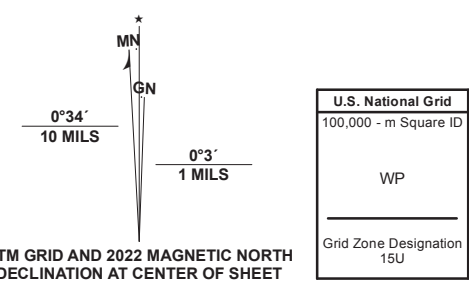 MN
GN
0°34´
10 MILS
0°3´
1 MILS
TM GRID AND 2022 MAGNETIC NORTH
DECLINATION AT CENTER OF SHEET
U.S. National Grid
100,000 - m Square ID
WP
Grid Zone Designation
15U